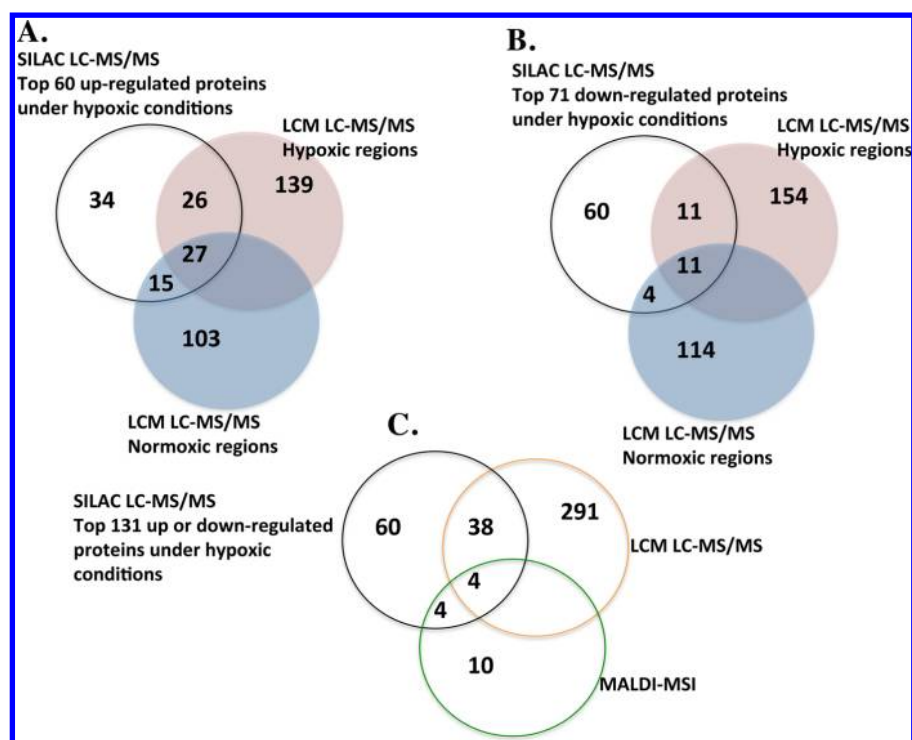 A.
SILAC LC-MS/MS
Top 60 up-regulated proteins
under hypoxic conditions
LCM LC-MS/MS
Hypoxic regions
34
26
139
27
15
103
LCM LC-MS/MS
Normoxic regions
B.
SILAC LC-MS/MS
Top 71 down-regulated proteins
under hypoxic conditions
LCM LC-MS/MS
Hypoxic regions
60
11
154
11
4
114
LCM LC-MS/MS
Normoxic regions
C.
SILAC LC-MS/MS
Top 131 up or down-regulated
proteins under hypoxic
conditions
60
38
291
LCM LC-MS/MS
4
4
10
MALDI-MSI